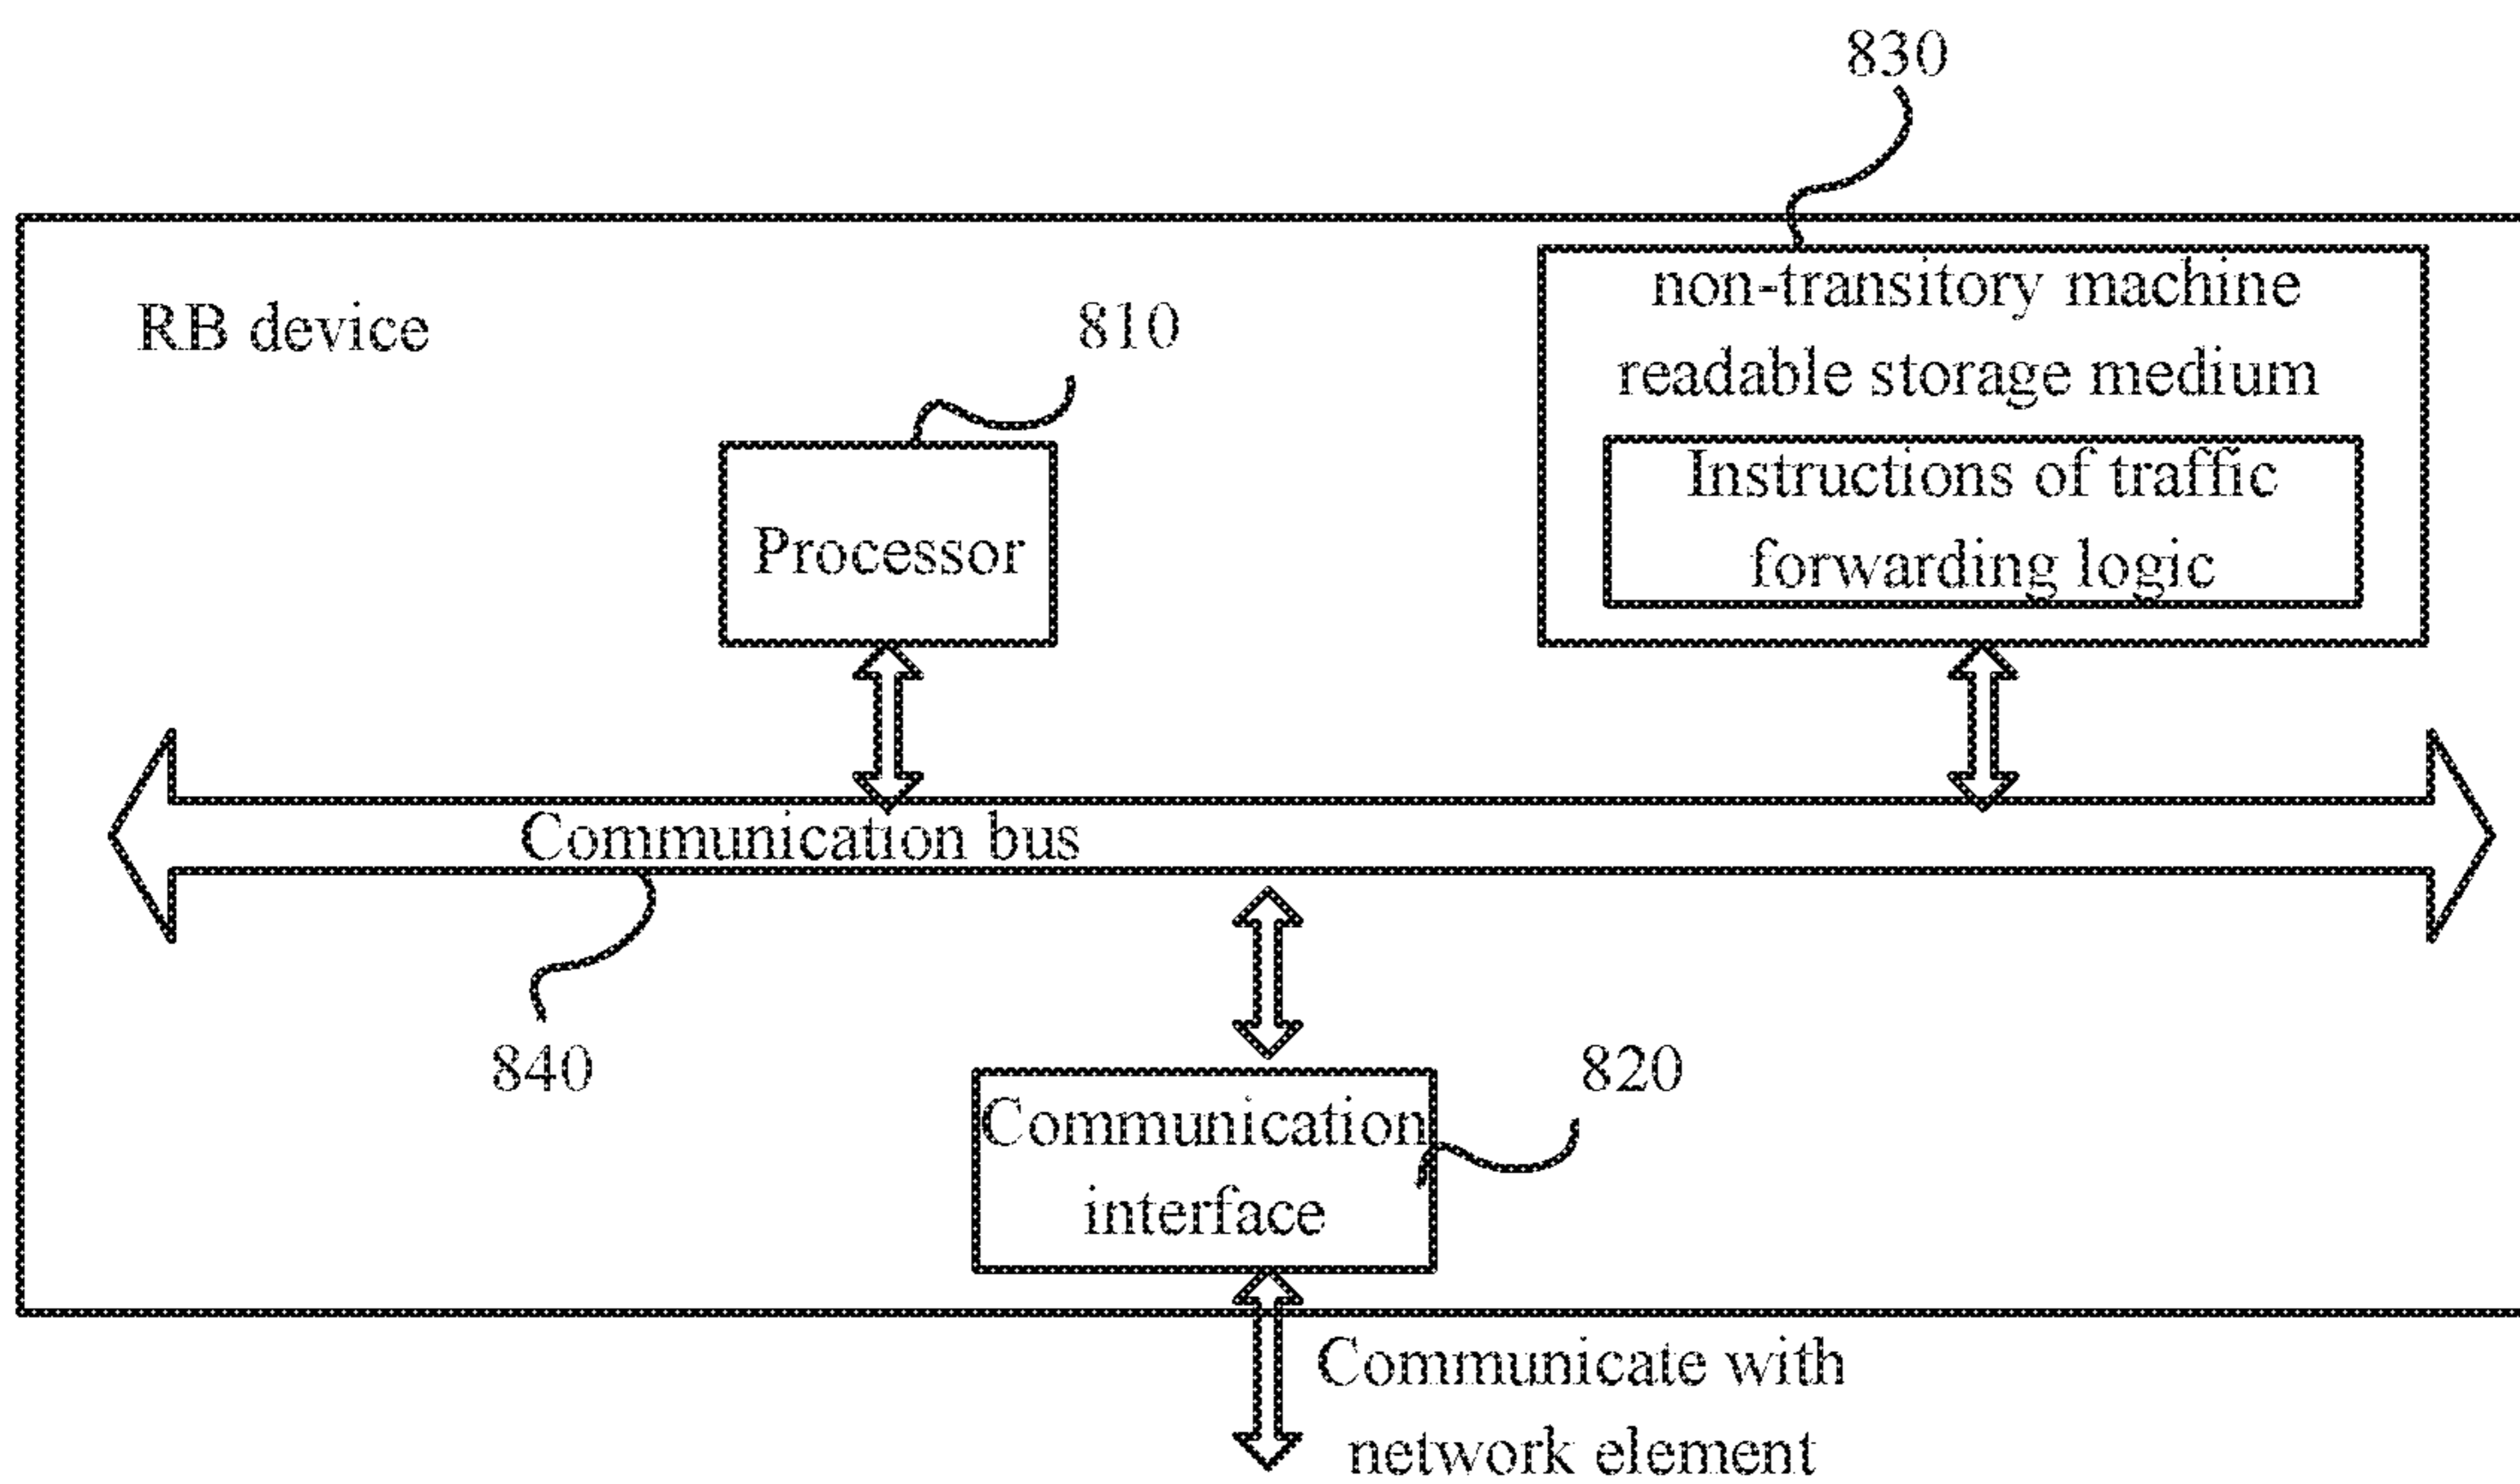 830
RB device
810
non-transitory machine
readable storage medium
Instructions of traffic
forwarding logic
Processor
Communication bus
840
820
Communication
interface
Communicate with
network element